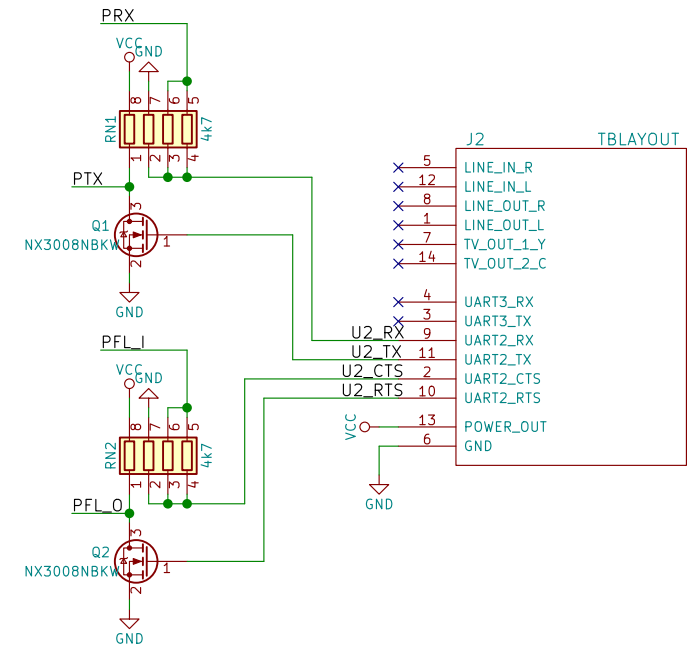 PRX
VCC
GND
8
7
6
5
RN1
4k7
1
2
3
4
PTX
3
Q1
NX3008NBKW
1
2
GND
PFL_I
VCC
GND
8
7
6
5
RN2
4k7
1
2
3
4
PFL_O
3
Q2
NX3008NBKW
1
2
GND
J2 TBLAYOUT
5 LINE_IN_R
12 LINE_IN_L
8 LINE_OUT_R
1 LINE_OUT_L
7 TV_OUT_1_Y
14 TV_OUT_2_C
4 UART3_RX
3 UART3_TX
U2_RX 9 UART2_RX
U2_TX 11 UART2_TX
U2_CTS 2 UART2_CTS
U2_RTS 10 UART2_RTS
VCC 13 POWER_OUT
6 GND
GND